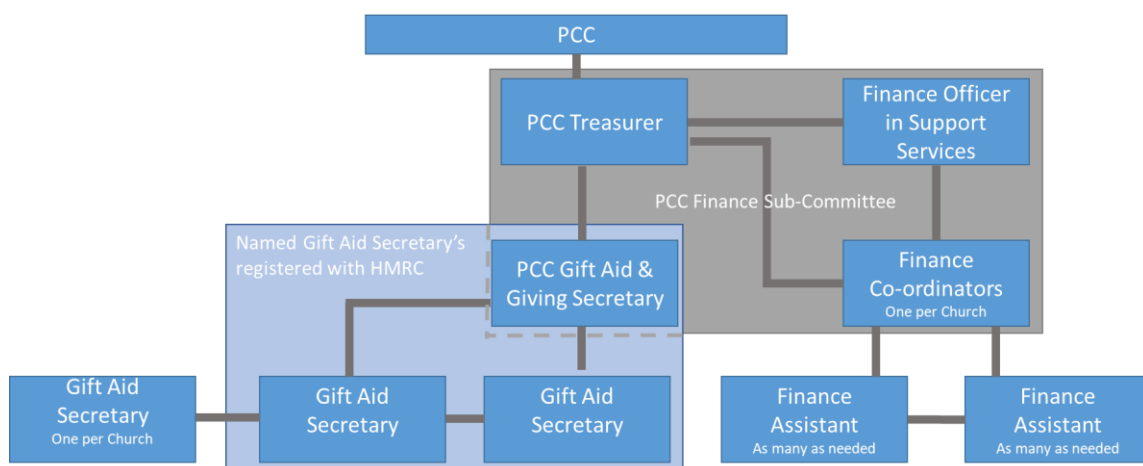 PCC
PCC Treasurer
Finance Officer
in Support
Services
PCC Finance Sub-Committee
Named Gift Aid Secretary's
registered with HMRC
PCC Gift Aid &
Giving Secretary
Finance
Co-ordinators
One per Church
Gift Aid
Secretary
One per Church
Gift Aid
Secretary
Gift Aid
Secretary
Finance
Assistant
As many as needed
Finance
Assistant
As many as needed